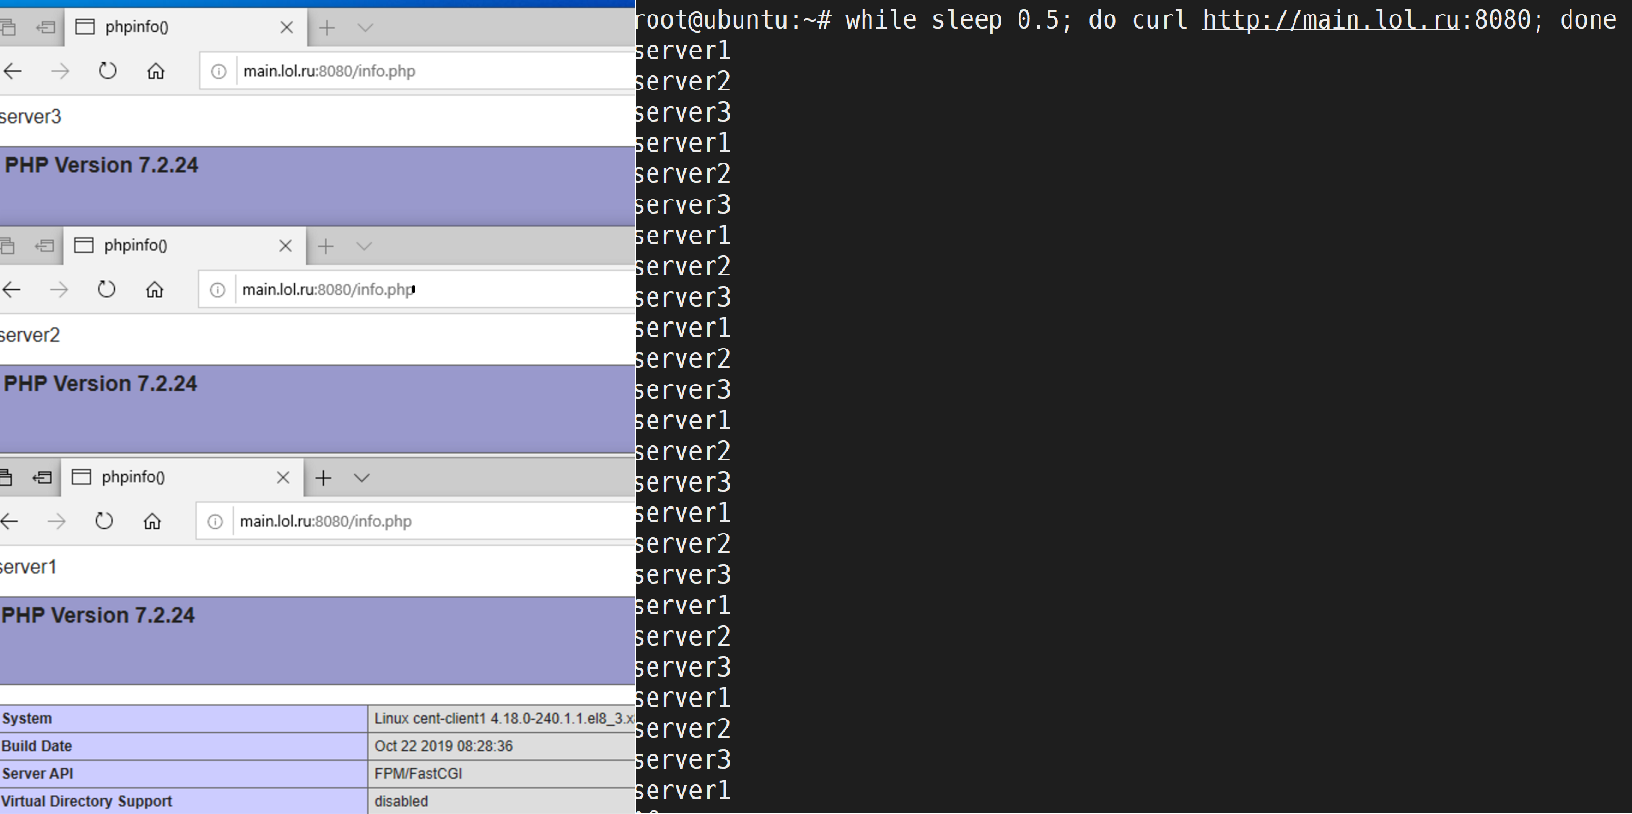 phpinfo()
main.lol.ru:8080/info.php
server3
PHP Version 7.2.24
phpinfo()
main.lol.ru:8080/info.php
server2
PHP Version 7.2.24
phpinfo()
main.lol.ru:8080/info.php
server1
PHP Version 7.2.24
System Linux cent-client1 4.18.0-240.1.1.el8_3.x
Build Date Oct 22 2019 08:28:36
Server API FPM/FastCGI
Virtual Directory Support disabled
root@ubuntu:~# while sleep 0.5; do curl http://main.lol.ru:8080; done
server1
server2
server3
server1
server2
server3
server1
server2
server3
server1
server2
server3
server1
server2
server3
server1
server2
server3
server1
server2
server3
server1
server2
server3
server1